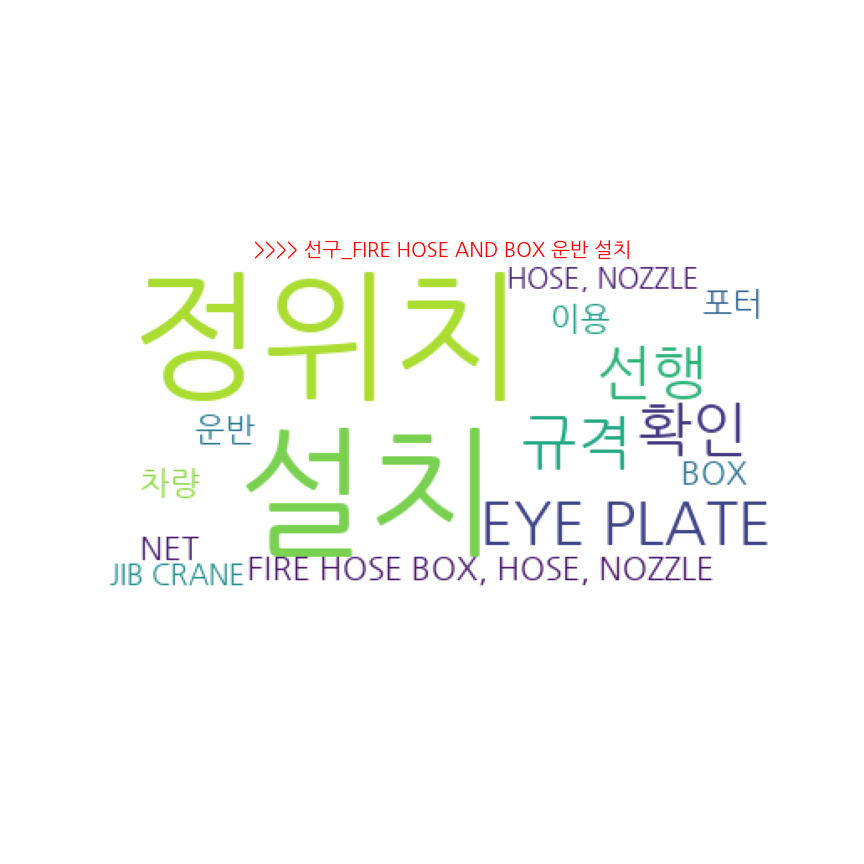 >>>> 선구_FIRE HOSE AND BOX 운반 설치
정위치
HOSE, NOZZLE
포터
이용
선행
운반
설치
규격
확인
차량
BOX
EYE PLATE
NET
JIB CRANE
FIRE HOSE BOX, HOSE, NOZZLE